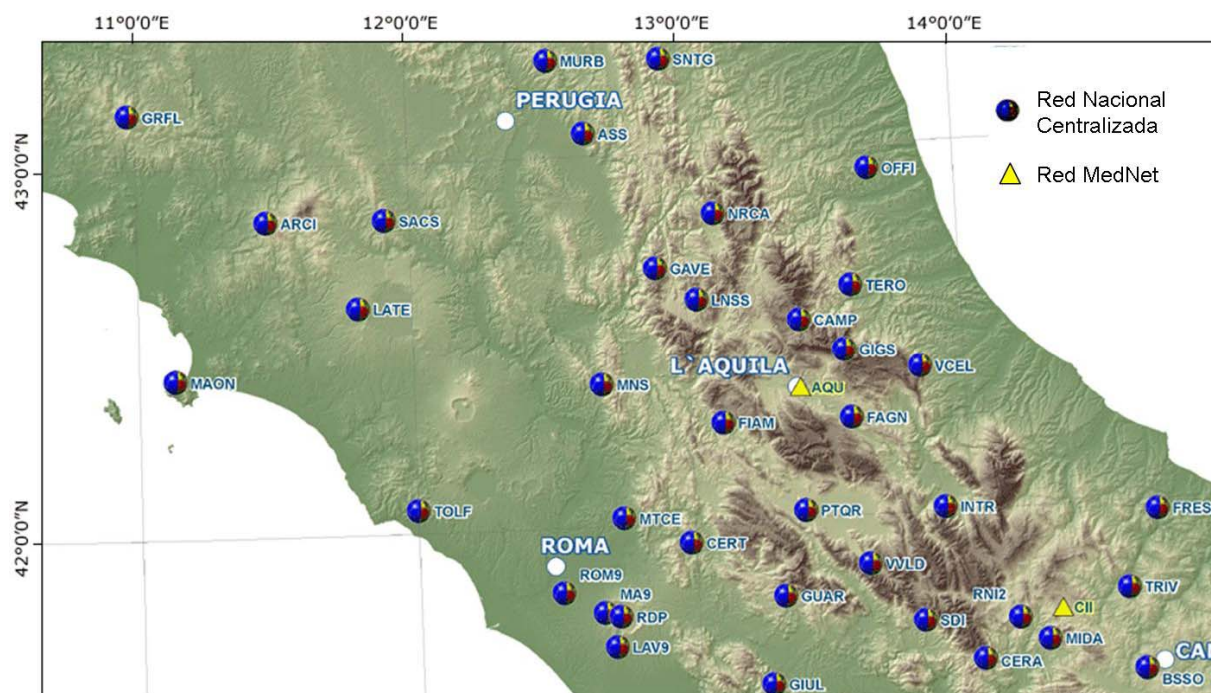 11°0'0"E
12°0'0"E
13°0'0"E
14°0'0"E
MURB
SNTG
PERUGIA
GRFL
ASS
Red Nacional
Centralizada
OFFI
Red MedNet
43°0'0"N
NRCA
ARCI
SACS
GAVE
TERO
LNSS
LATE
CAMP
GIGS
L`AQUILA
VCEL
MAON
MNS
AQU
FIAM
FAGN
TOLF
MTCE
PTQR
INTR
FRES
42°0'0"N
ROMA
CERT
VVLD
ROM9
MA9
GUAR
RNI2
CII
TRIV
RDP
SDI
LAV9
MIDA
CERA
CA
BSSO
GIUL